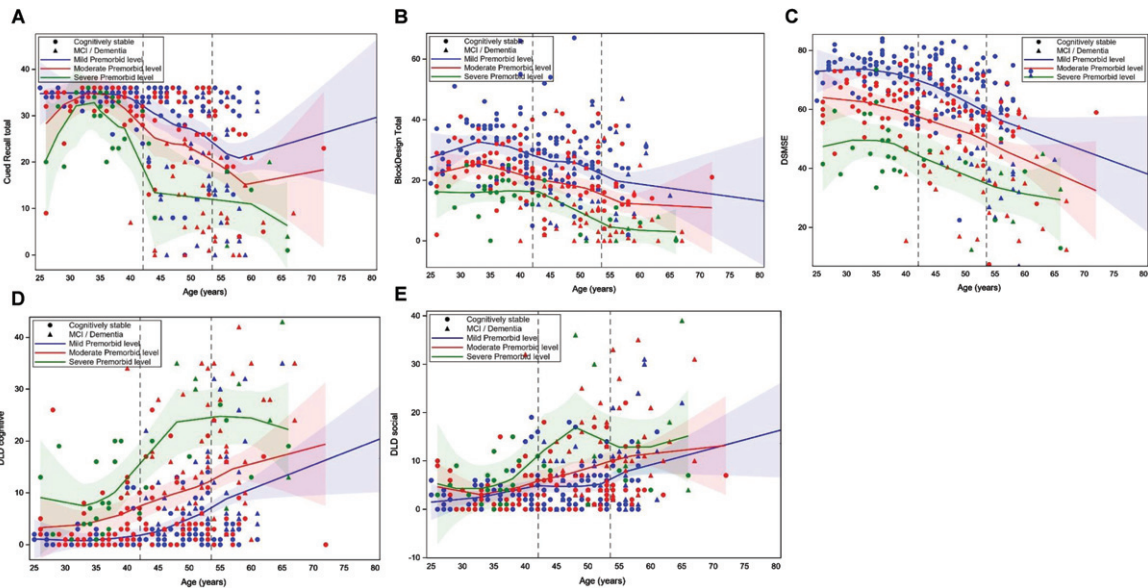 A
Cognitively stable
MCI / Dementia
Mild Premorbid level
Moderate Premorbid level
Severe Premorbid level
Cued Recall total
40
30
20
10
0
25 30 35 40 45 50 55 60 65 70 75 80
Age (years)
B
Cognitively stable
MCI / Dementia
Mild Premorbid level
Moderate Premorbid level
Severe Premorbid level
BlockDesign Total
60
40
20
0
25 30 35 40 45 50 55 60 65 70 75 80
Age (years)
C
Cognitively stable
MCI / Dementia
Mild Premorbid level
Moderate Premorbid level
Severe Premorbid level
DSMSE
80
60
40
20
25 30 35 40 45 50 55 60 65 70 75 80
Age (years)
D
Cognitively stable
MCI / Dementia
Mild Premorbid level
Moderate Premorbid level
Severe Premorbid level
DLD cognitive
40
30
20
10
0
25 30 35 40 45 50 55 60 65 70 75 80
Age (years)
E
Cognitively stable
MCI / Dementia
Mild Premorbid level
Moderate Premorbid level
Severe Premorbid level
DLD social
40
30
20
10
0
-10
25 30 35 40 45 50 55 60 65 70 75 80
Age (years)